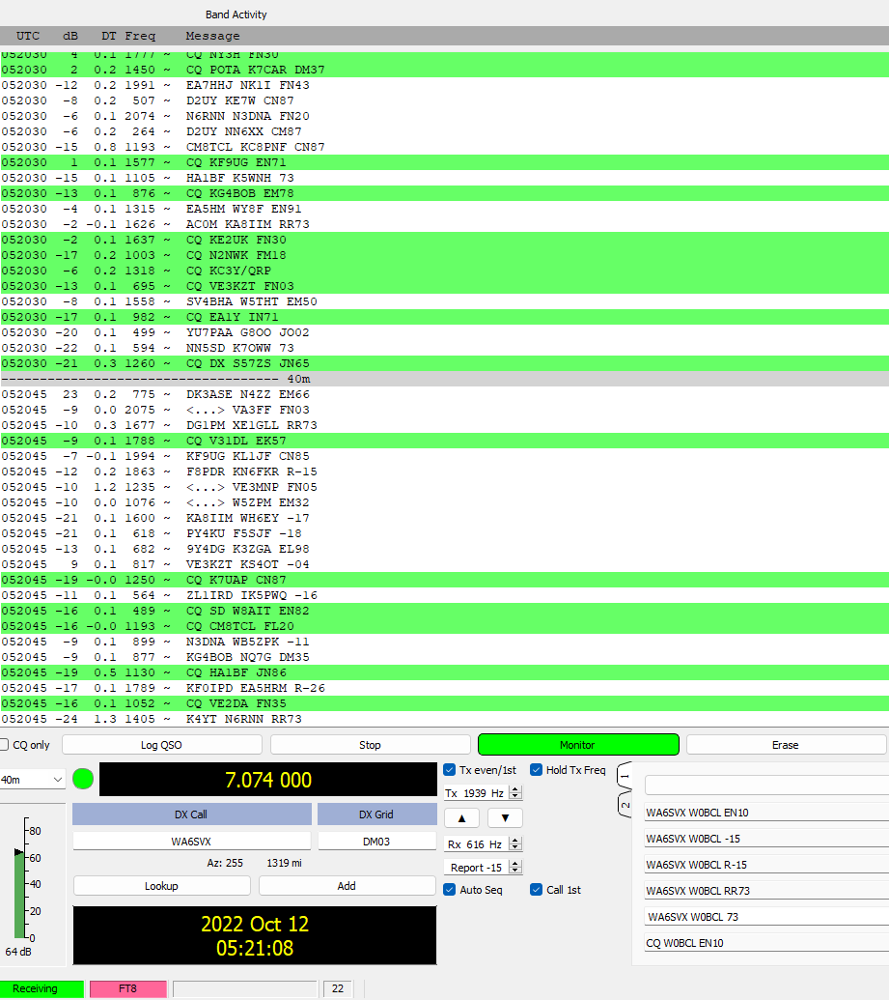 Band Activity
UTC dB DT Freq Message
052030 4 0.1 1777 ~ CQ NY3H FN30
052030 2 0.2 1450 ~ CQ POTA K7CAR DM37
052030 -12 0.2 1991 ~ EA7HHJ NK1I FN43
052030 -8 0.2 507 ~ D2UY KE7W CN87
052030 -6 0.1 2074 ~ N6RNN N3DNA FN20
052030 -6 0.2 264 ~ D2UY NN6XX CM87
052030 -15 0.8 1193 ~ CM8TCL KC8PNF CN87
052030 1 0.1 1577 ~ CQ KF9UG EN71
052030 -15 0.1 1105 ~ HA1BF K5WNH 73
052030 -13 0.1 876 ~ CQ KG4BOB EM78
052030 -4 0.1 1315 ~ EA5HM WY8F EN91
052030 -2 -0.1 1626 ~ AC0M KA8IIM RR73
052030 -2 0.1 1637 ~ CQ KE2UK FN30
052030 -17 0.2 1003 ~ CQ N2NWK FM18
052030 -6 0.2 1318 ~ CQ KC3Y/QRP
052030 -13 0.1 695 ~ CQ VE3KZT FN03
052030 -8 0.1 1558 ~ SV4BHA W5THT EM50
052030 -17 0.1 982 ~ CQ EA1Y IN71
052030 -20 0.1 499 ~ YU7PAA G8OO JO02
052030 -22 0.1 594 ~ NN5SD K7OWW 73
052030 -21 0.3 1260 ~ CQ DX S57ZS JN65
------------------------------------ 40m
052045 23 0.2 775 ~ DK3ASE N4ZZ EM66
052045 -9 0.0 2075 ~ <...> VA3FF FN03
052045 -10 0.3 1677 ~ DG1PM XE1GLL RR73
052045 -9 0.1 1788 ~ CQ V31DL EK57
052045 -7 -0.1 1994 ~ KF9UG KL1JF CN85
052045 -12 0.2 1863 ~ F8PDR KN6FKR R-15
052045 -10 1.2 1235 ~ <...> VE3MNP FN05
052045 -10 0.0 1076 ~ <...> W5ZPM EM32
052045 -21 0.1 1600 ~ KA8IIM WH6EY -17
052045 -21 0.1 618 ~ PY4KU F5SJF -18
052045 -13 0.1 682 ~ 9Y4DG K3ZGA EL98
052045 9 0.1 817 ~ VE3KZT KS4OT -04
052045 -19 -0.0 1250 ~ CQ K7UAP CN87
052045 -11 0.1 564 ~ ZL1IRD IK5PWQ -16
052045 -16 0.1 489 ~ CQ SD W8AIT EN82
052045 -16 -0.0 1193 ~ CQ CM8TCL FL20
052045 -9 0.1 899 ~ N3DNA WB5ZPK -11
052045 -9 0.1 877 ~ KG4BOB NQ7G DM35
052045 -19 0.5 1130 ~ CQ HA1BF JN86
052045 -17 0.1 1789 ~ KF0IPD EA5HRM R-26
052045 -16 0.1 1052 ~ CQ VE2DA FN35
052045 -24 1.3 1405 ~ K4YT N6RNN RR73
CQ only Log QSO Stop Monitor Erase
40m 7.074 000 Tx even/1st Hold Tx Freq
Tx 1939 Hz
1
2
DX Call DX Grid
WA6SVX DM03
Az: 255 1319 mi
Lookup Add
Rx 616 Hz
Report -15
Auto Seq Call 1st
WA6SVX W0BCL EN10
WA6SVX W0BCL -15
WA6SVX W0BCL R-15
WA6SVX W0BCL RR73
WA6SVX W0BCL 73
CQ W0BCL EN10
80
60
40
20
0
64 dB
2022 Oct 12
05:21:08
Receiving FT8 22